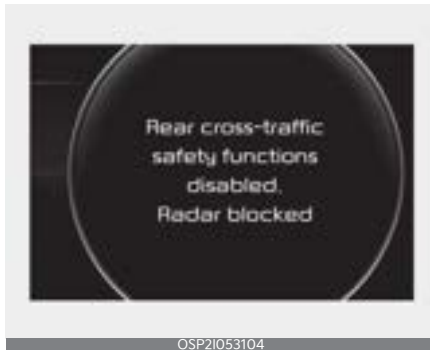 Rear cross-traffic
safety functions
disabled.
Radar blocked
OSP2I053104